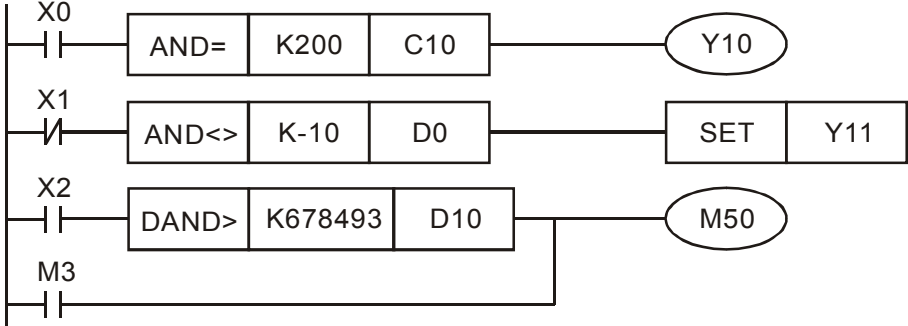 X0
AND= K200 C10 Y10
X1
AND<> K-10 D0 SET Y11
X2
DAND> K678493 D10 M50
M3